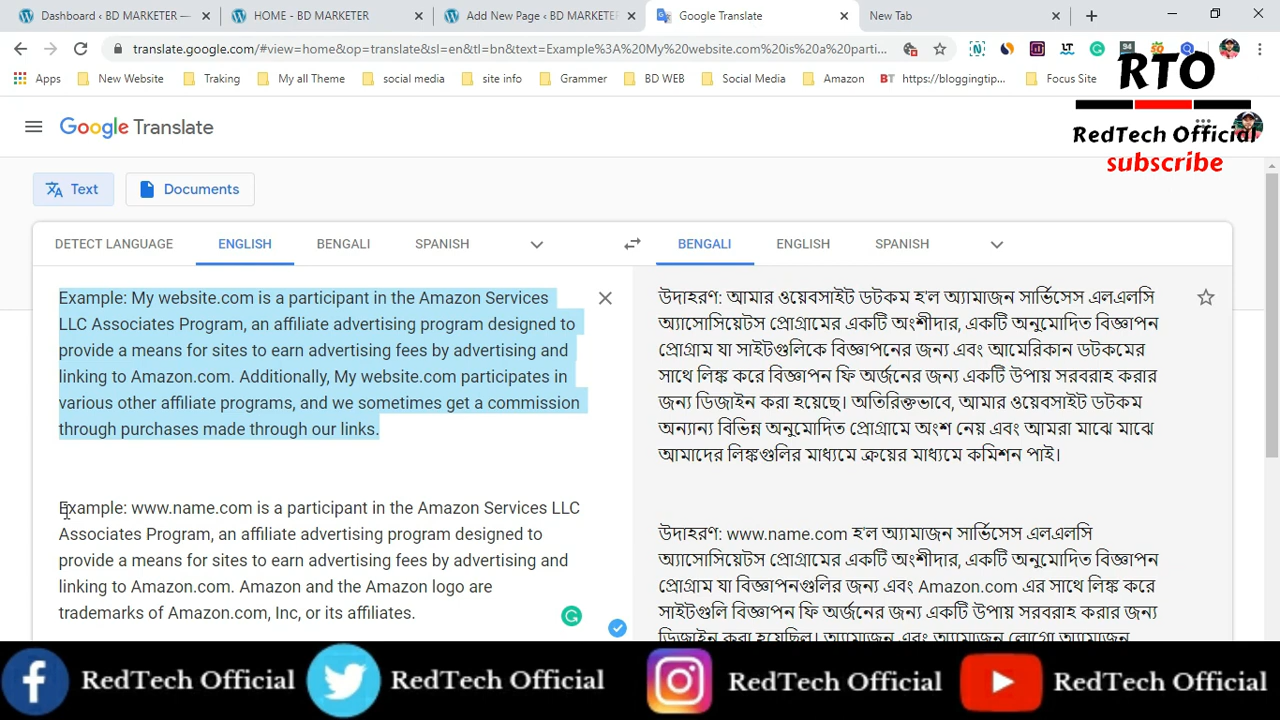 Dashboard ‹ BD MARKETER —
HOME - BD MARKETER
Add New Page ‹ BD MARKETER
Google Translate
New Tab
translate.google.com/#view=home&op=translate&sl=en&tl=bn&text=Example%3A%20My%20website.com%20is%20a%20parti...
Apps
New Website
Traking
My all Theme
social media
site info
Grammer
BD WEB
Social Media
Amazon
https://bloggingtip...
Focus Site
RTO
RedTech Official
subscribe
Google Translate
Text
Documents
DETECT LANGUAGE
ENGLISH
BENGALI
SPANISH
BENGALI
ENGLISH
SPANISH
Example: My website.com is a participant in the Amazon Services
LLC Associates Program, an affiliate advertising program designed to
provide a means for sites to earn advertising fees by advertising and
linking to Amazon.com. Additionally, My website.com participates in
various other affiliate programs, and we sometimes get a commission
through purchases made through our links.
Example: www.name.com is a participant in the Amazon Services LLC
Associates Program, an affiliate advertising program designed to
provide a means for sites to earn advertising fees by advertising and
linking to Amazon.com. Amazon and the Amazon logo are
trademarks of Amazon.com, Inc, or its affiliates.
উদাহরণ: আমার ওয়েবসাইট ডটকম হ'ল অ্যামাজন সার্ভিসেস এলএলসি
অ্যাসোসিয়েটস প্রোগ্রামের একটি অংশীদার, একটি অনুমোদিত বিজ্ঞাপন
প্রোগ্রাম যা সাইটগুলিকে বিজ্ঞাপনের জন্য এবং আমেরিকান ডটকমের
সাথে লিঙ্ক করে বিজ্ঞাপন ফি অর্জনের জন্য একটি উপায় সরবরাহ করার
জন্য ডিজাইন করা হয়েছে। অতিরিক্তভাবে, আমার ওয়েবসাইট ডটকম
অন্যান্য বিভিন্ন অনুমোদিত প্রোগ্রামে অংশ নেয় এবং আমরা মাঝে মাঝে
আমাদের লিঙ্কগুলির মাধ্যমে ক্রয়ের মাধ্যমে কমিশন পাই।
উদাহরণ: www.name.com হ'ল অ্যামাজন সার্ভিসেস এলএলসি
অ্যাসোসিয়েটস প্রোগ্রামের একটি অংশীদার, একটি অনুমোদিত বিজ্ঞাপন
প্রোগ্রাম যা বিজ্ঞাপনগুলির জন্য এবং Amazon.com এর সাথে লিঙ্ক করে
সাইটগুলি বিজ্ঞাপন ফি অর্জনের জন্য একটি উপায় সরবরাহ করার জন্য
ডিজাইন করা হয়েছিল। অ্যামাজন এবং অ্যামাজন লোগো অ্যামাজন
RedTech Official
RedTech Official
RedTech Official
RedTech Official